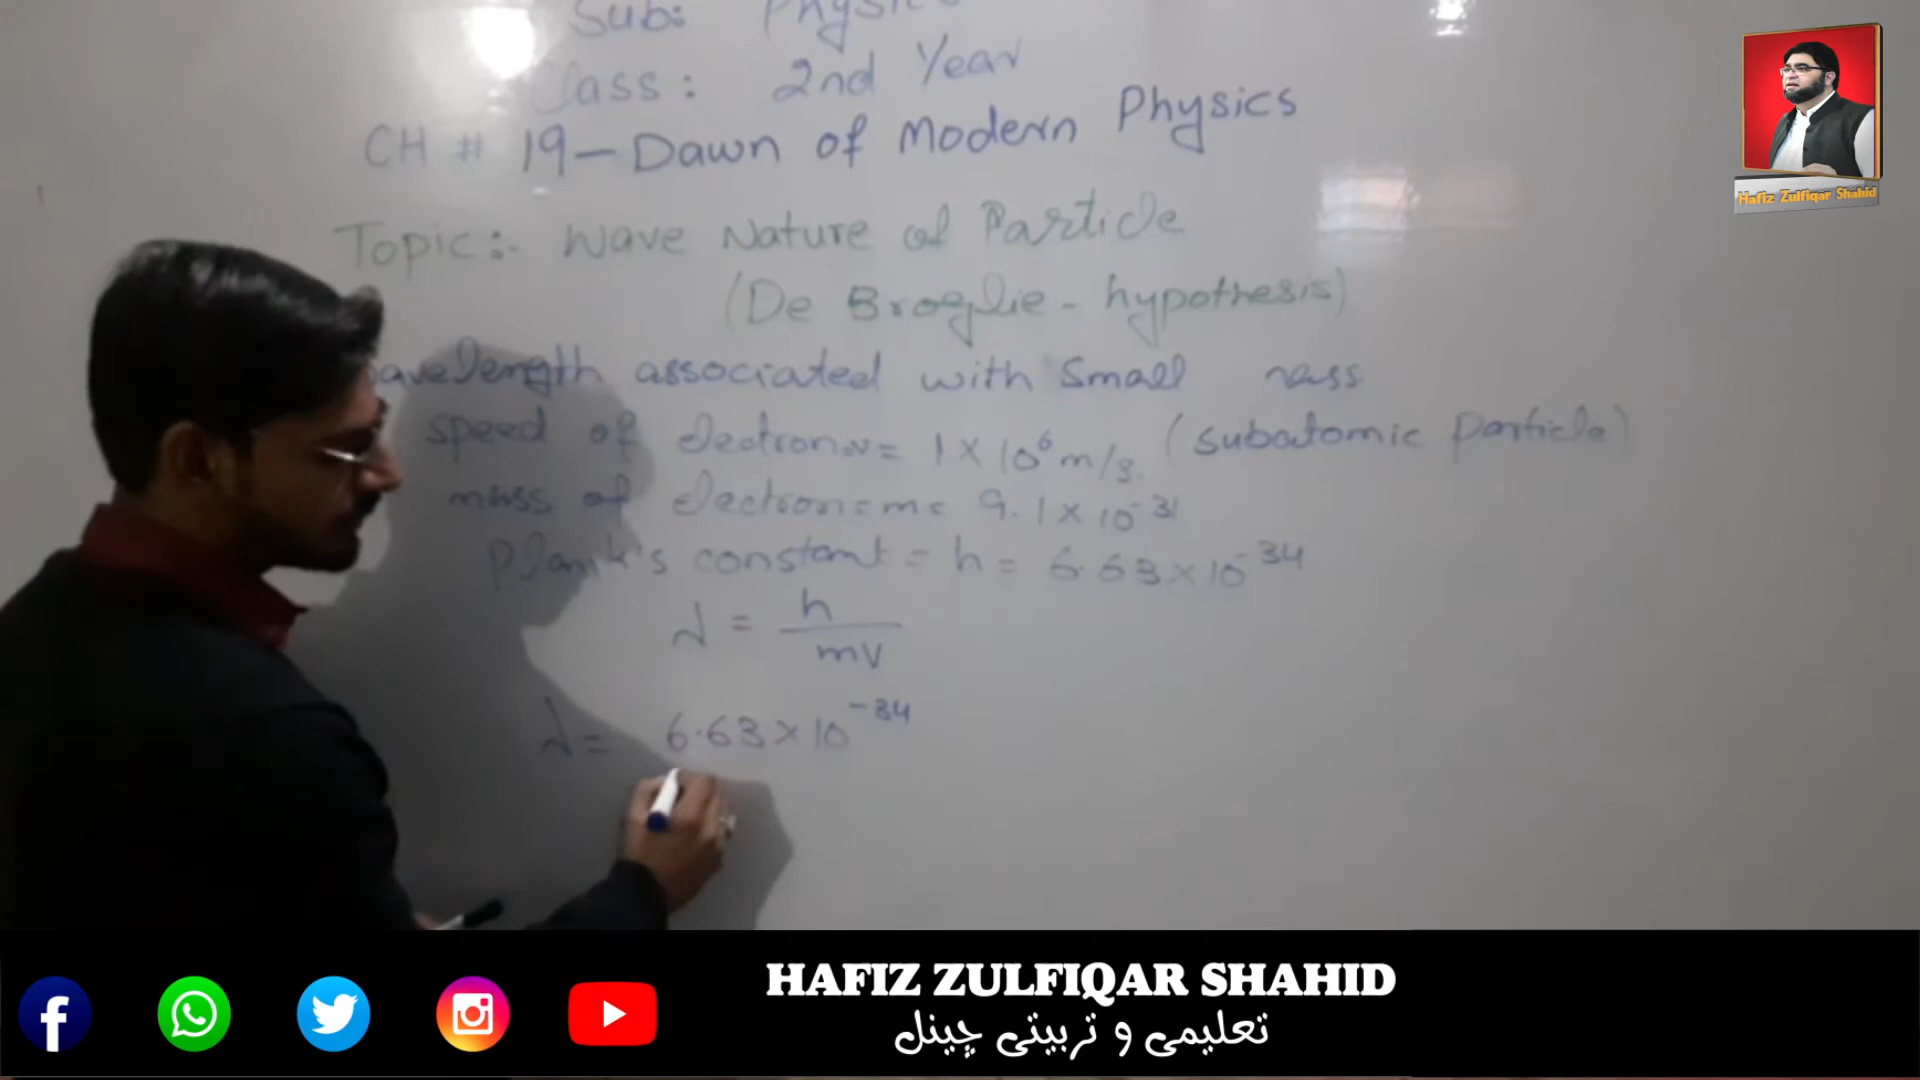 Sub: Physics
Class: 2nd Year
CH # 19 – Dawn of Modern Physics
Topic:- Wave Nature of Particle
(De Broglie - hypothesis)
wavelength associated with Small mass
speed of electron = v = 1 × 10⁶ m/s. (subatomic particle)
mass of electron = m = 9.1 × 10⁻³¹
Plank's constant = h = 6.63 × 10⁻³⁴
λ = h / mV
λ = 6.63 × 10⁻³⁴
Hafiz Zulfiqar Shahid
HAFIZ ZULFIQAR SHAHID
تعلیمی و تربیتی چینل